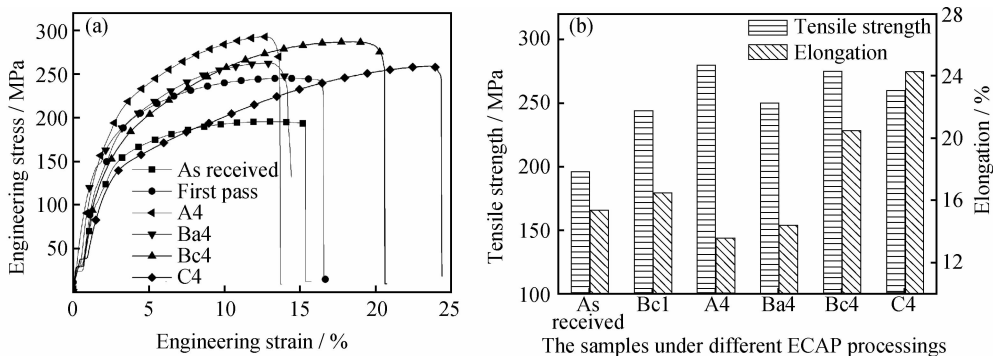 (a)
300
250
200
150
100
50
0
5
10
15
20
25
Engineering stress / MPa
Engineering strain / %
As received
First pass
A4
Ba4
Bc4
C4
(b)
Tensile strength
Elongation
300
250
200
150
100
28
24
20
16
12
Tensile strength / MPa
Elongation / %
As received
Bc1
A4
Ba4
Bc4
C4
The samples under different ECAP processings